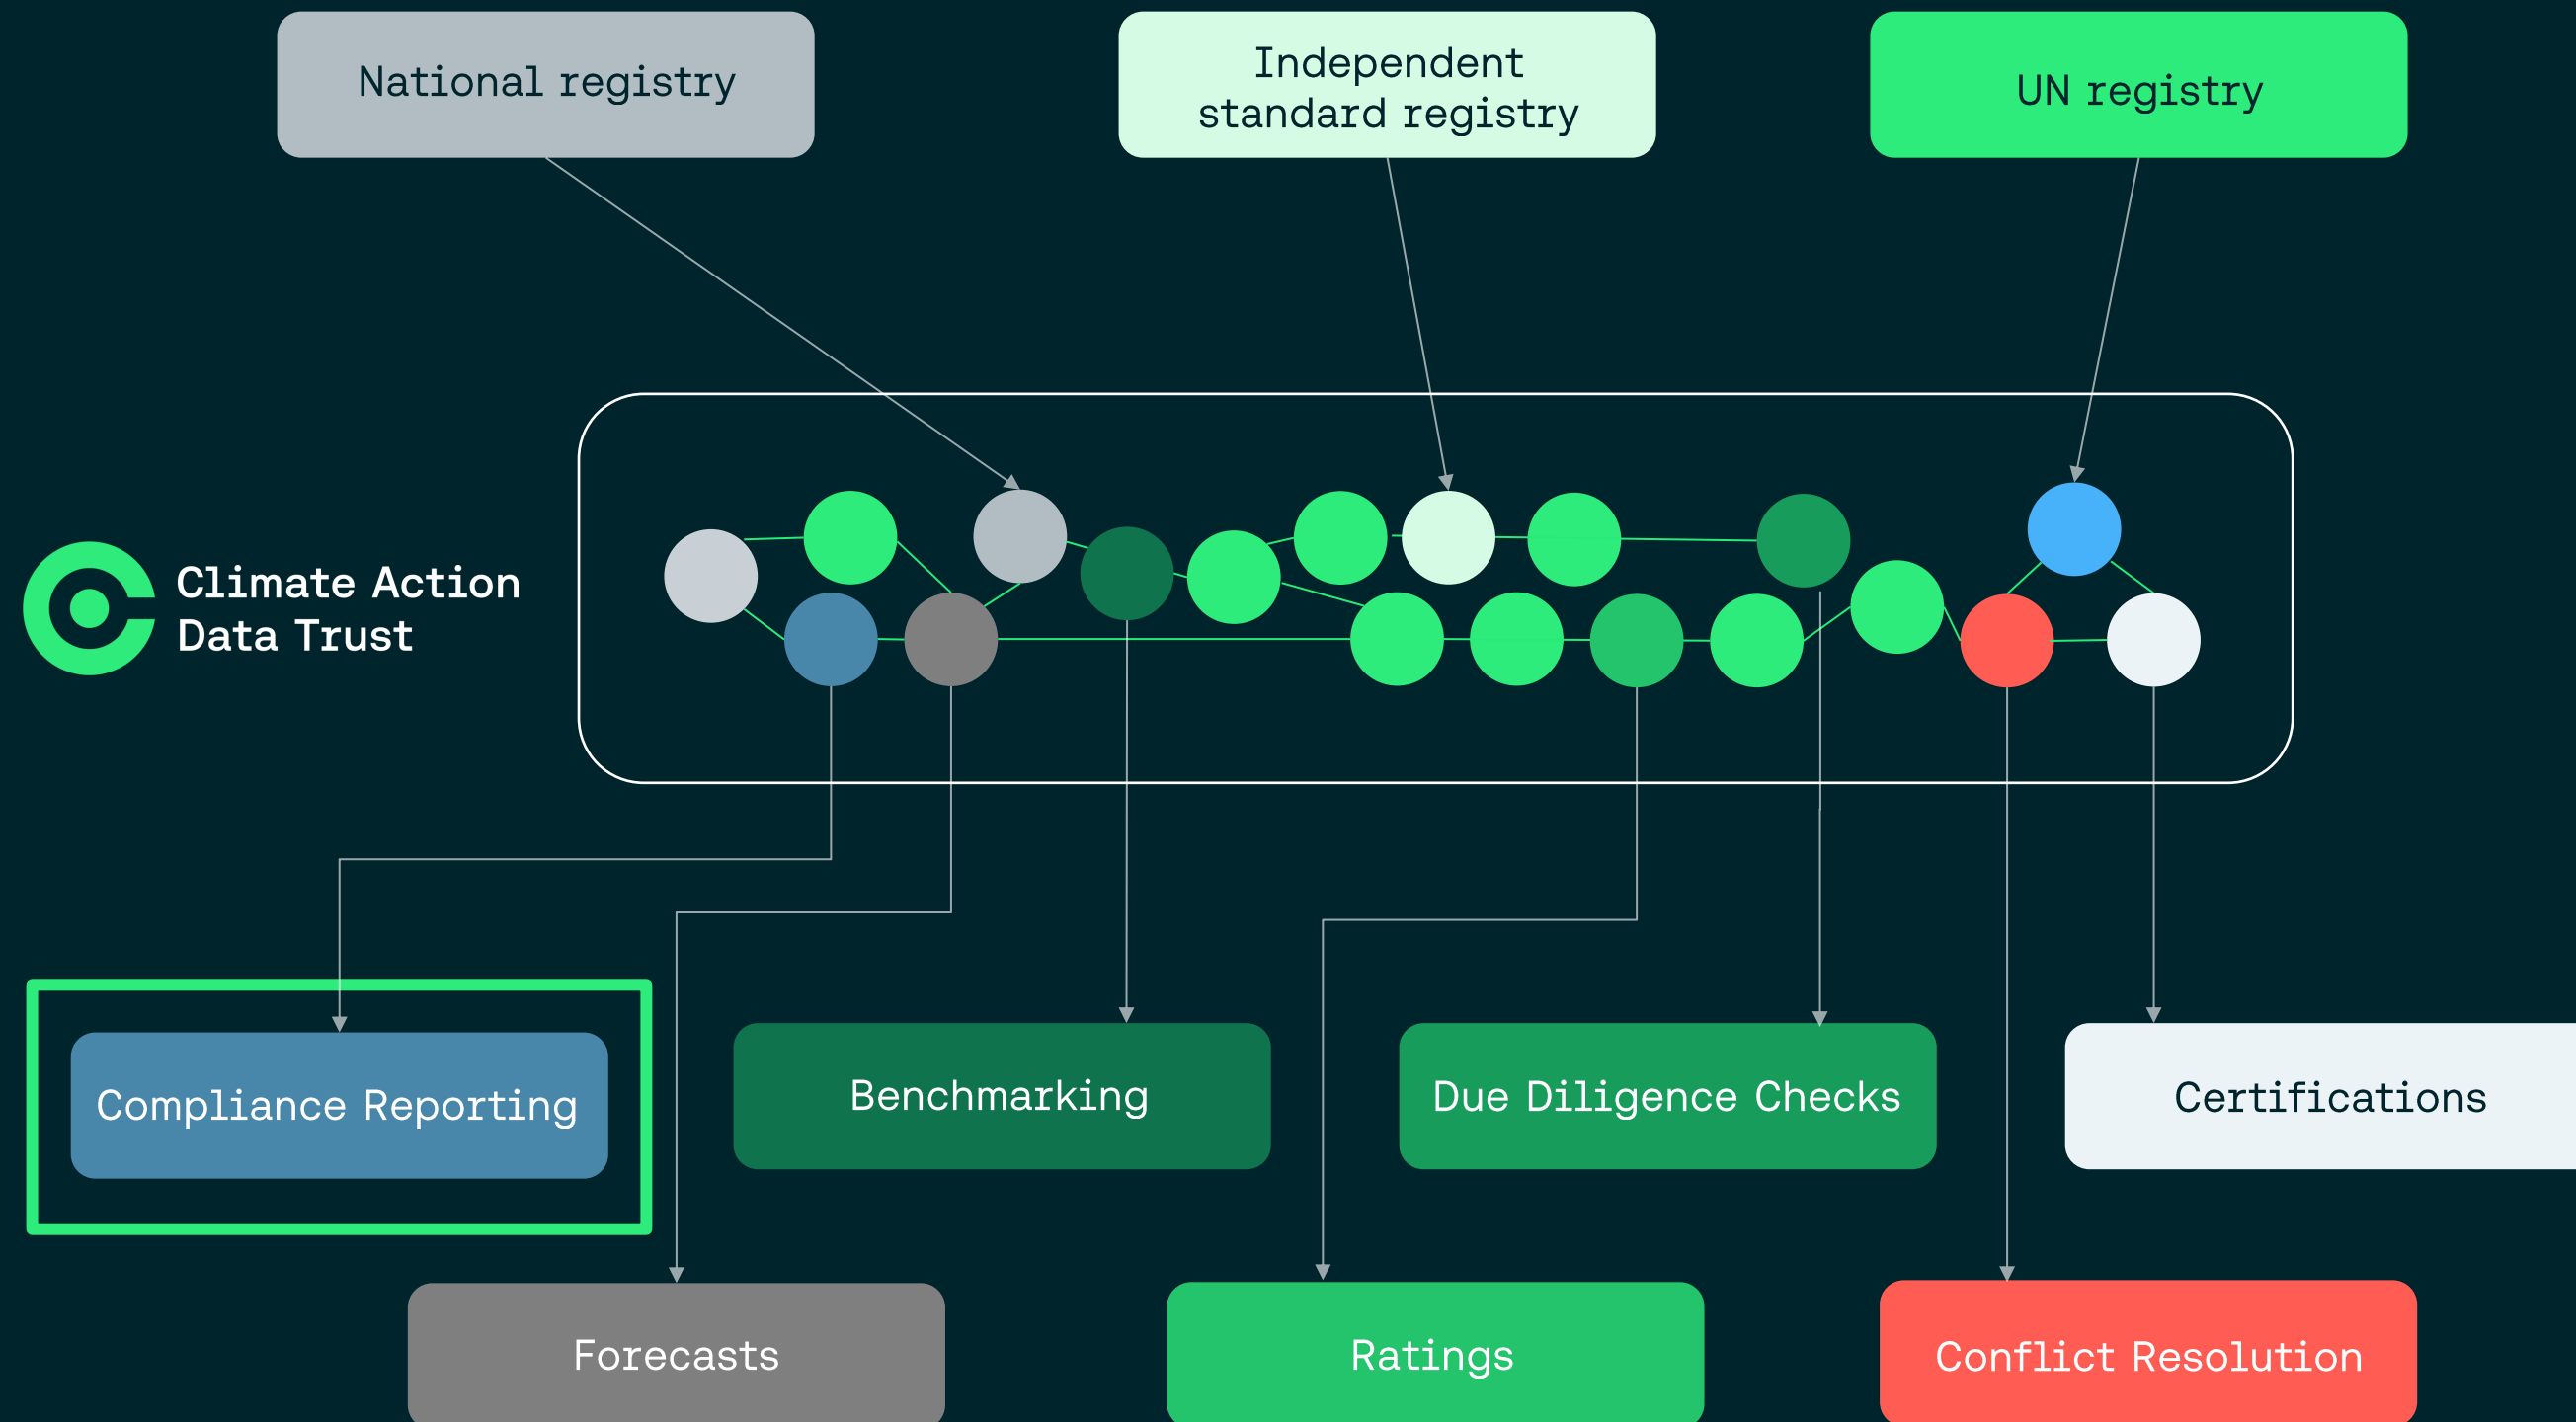 National registry
Independent
standard registry
UN registry
Climate Action
Data Trust
Compliance Reporting
Benchmarking
Due Diligence Checks
Certifications
Forecasts
Ratings
Conflict Resolution